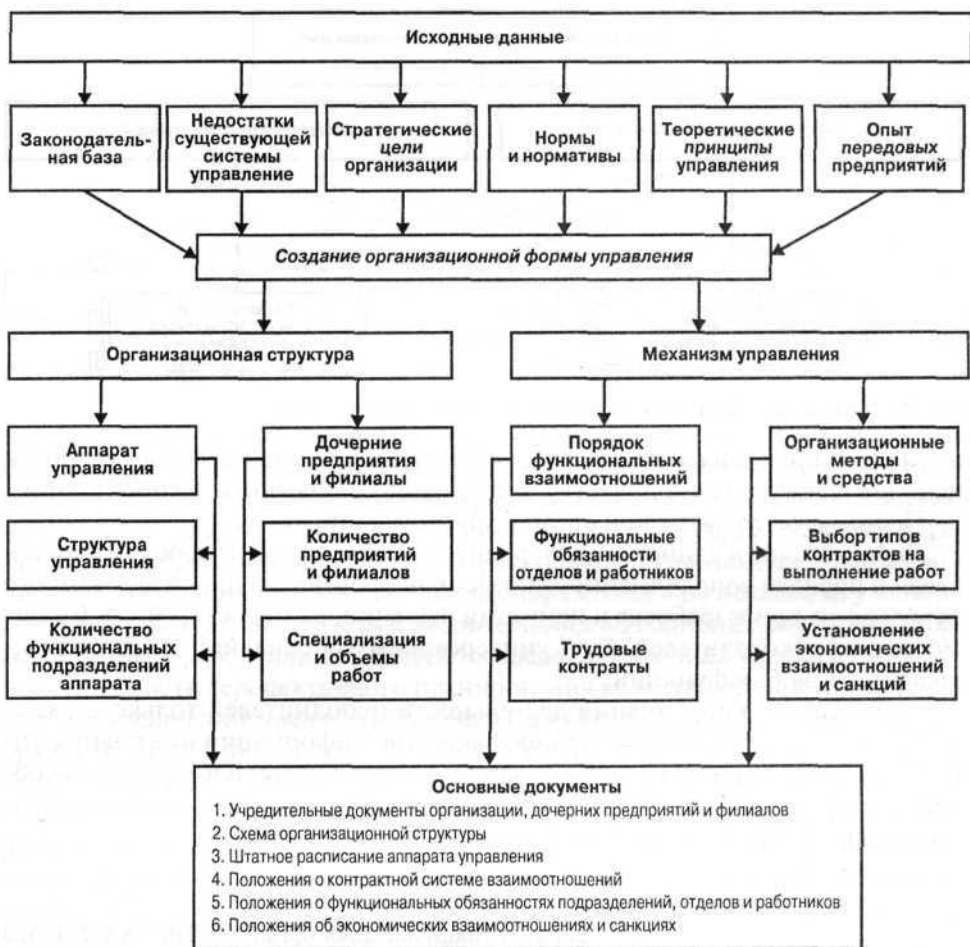 Исходные данные
Законодатель-
ная база
Недостатки
существующей
системы
управление
Стратегические
цели
организации
Нормы
и нормативы
Теоретические
принципы
управления
Опыт
передовых
предприятий
Создание организационной формы управления
Организационная структура
Механизм управления
Аппарат
управления
Дочерние
предприятия
и филиалы
Порядок
функциональных
взаимоотношений
Организационные
методы
и средства
Структура
управления
Количество
предприятий
и филиалов
Функциональные
обязанности
отделов и работников
Выбор типов
контрактов на
выполнение работ
Количество
функциональных
подразделений
аппарата
Специализация
и объемы
работ
Трудовые
контракты
Установление
экономических
взаимоотношений
и санкций
Основные документы
1. Учредительные документы организации, дочерних предприятий и филиалов
2. Схема организационной структуры
3. Штатное расписание аппарата управления
4. Положения о контрактной системе взаимоотношений
5. Положения о функциональных обязанностях подразделений, отделов и работников
6. Положения об экономических взаимоотношениях и санкциях